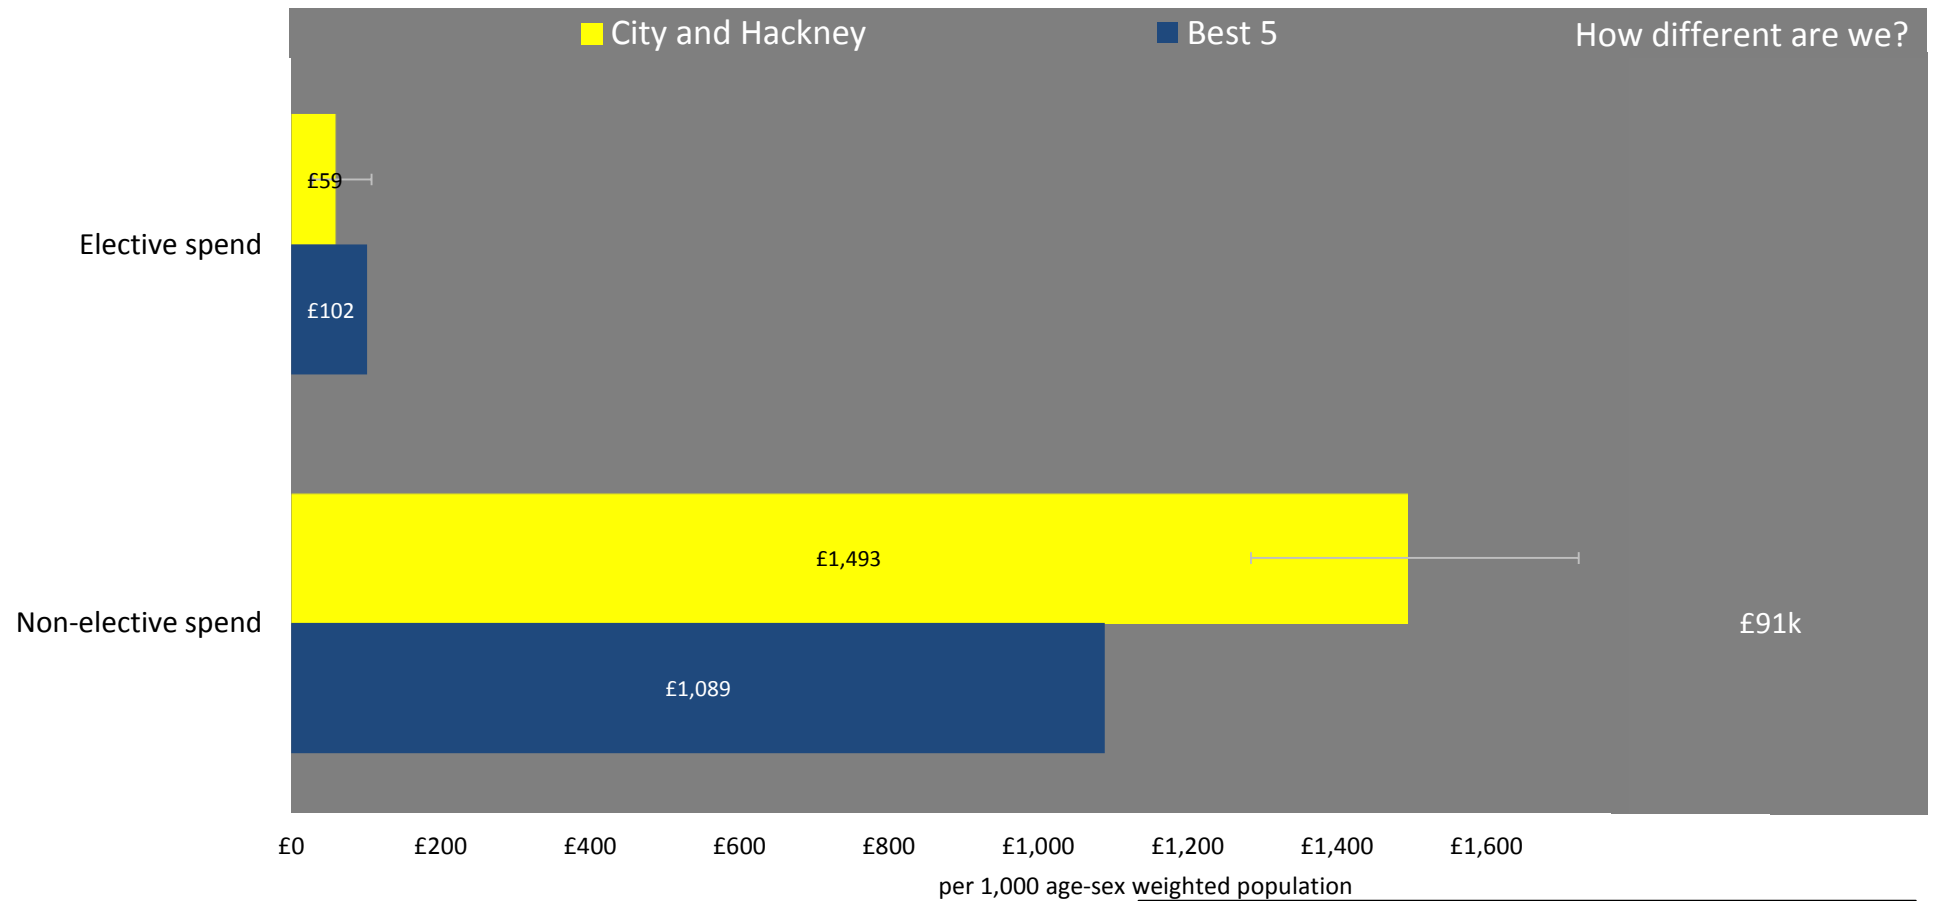 City and Hackney
Best 5
How different are we?
Elective spend
£59
£102
Non-elective spend
£1,493
£1,089
£91k
£0 £200 £400 £600 £800 £1,000 £1,200 £1,400 £1,600
per 1,000 age-sex weighted population